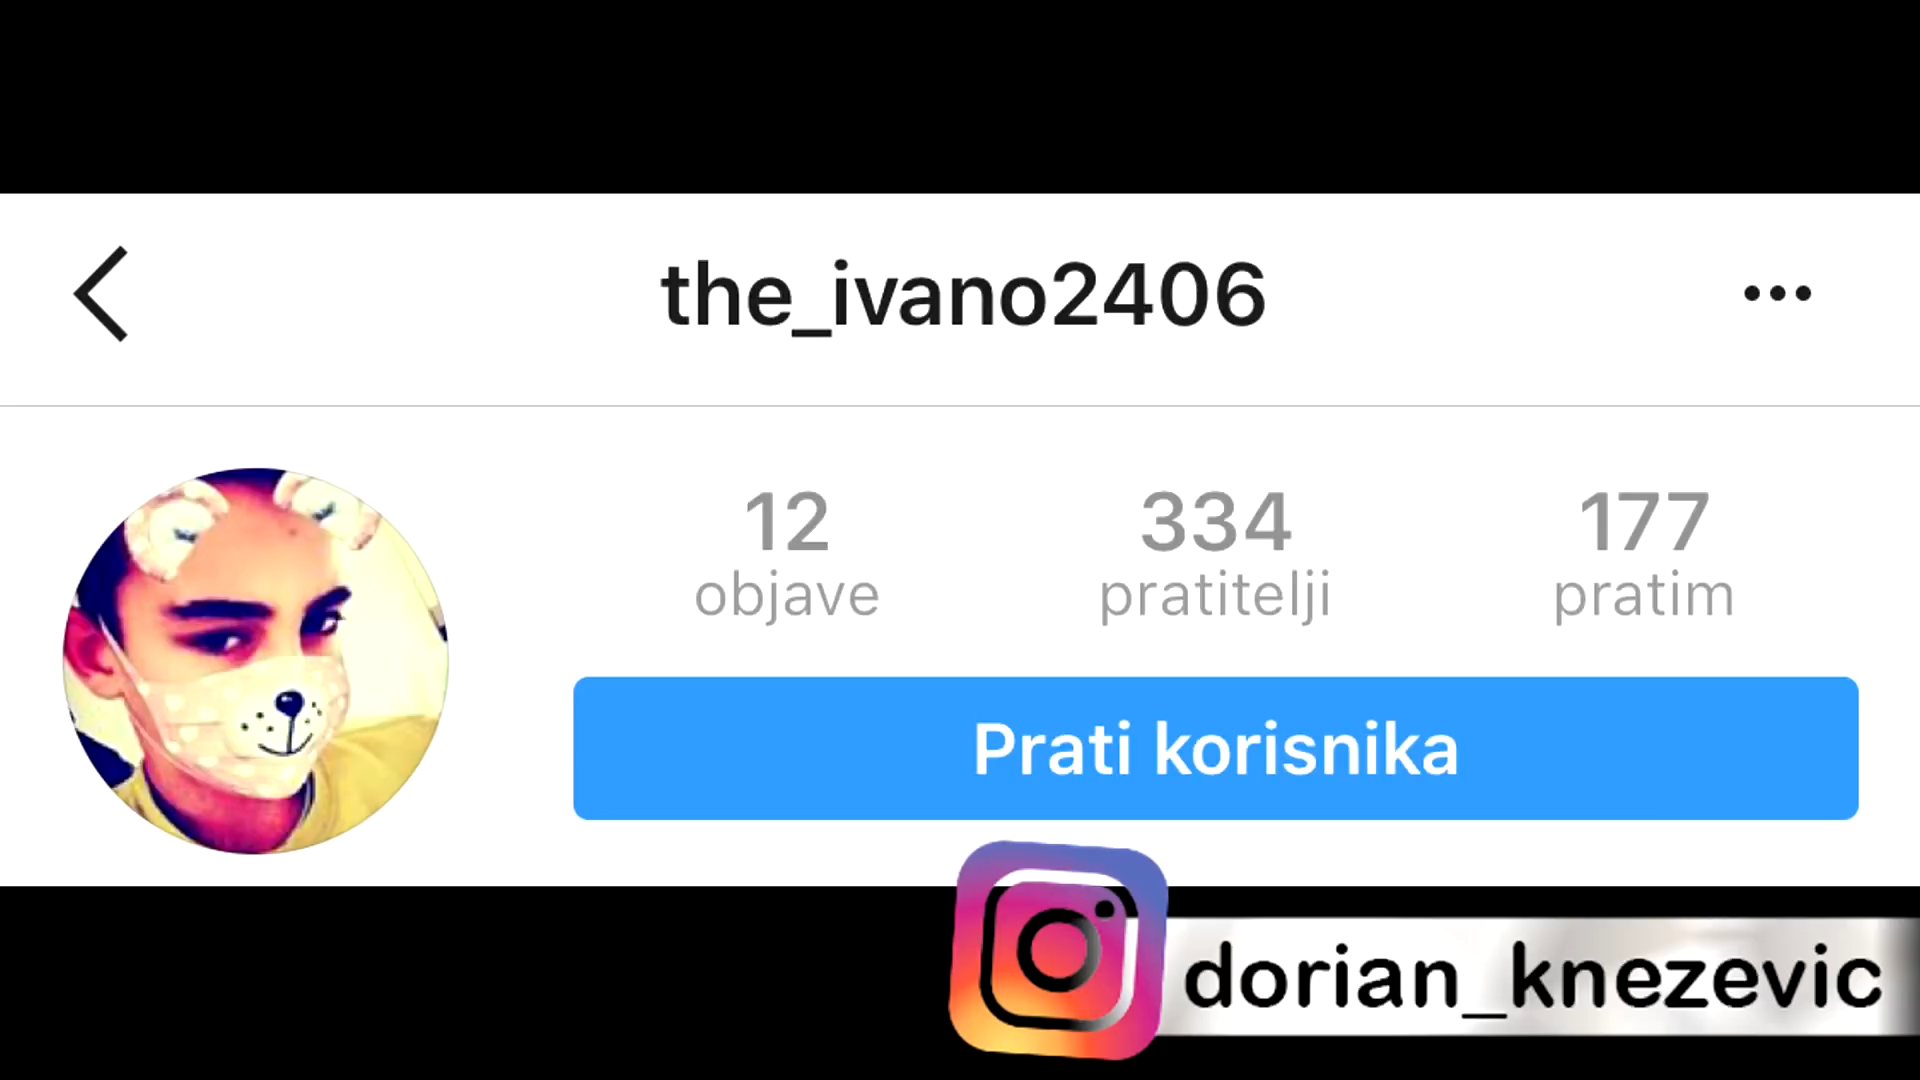 the_ivano2406
12 334 177
objave pratitelji pratim
Prati korisnika
dorian_knezevic